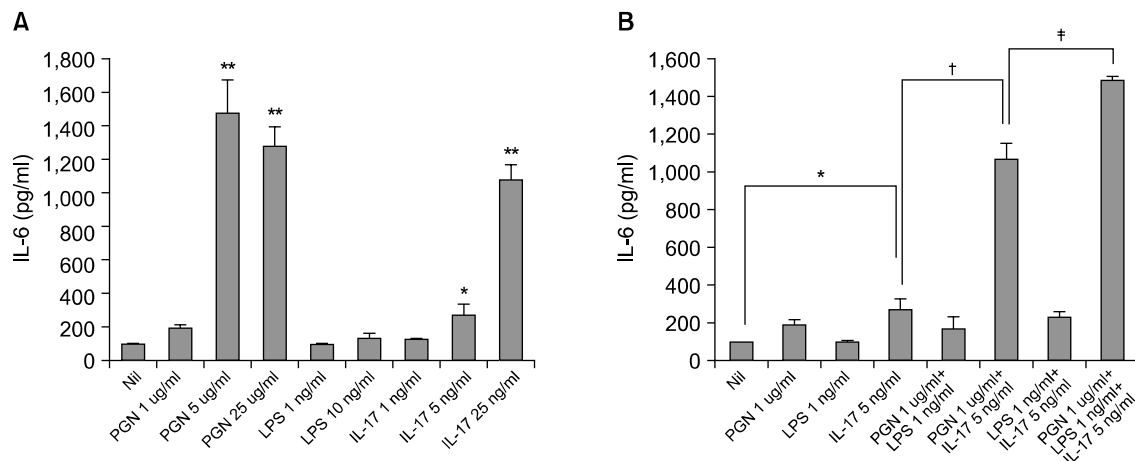 A
IL-6 (pg/ml)
1,800
1,600
1,400
1,200
1,000
800
600
400
200
0
**
**
*
**
Nil
PGN 1 ug/ml
PGN 5 ug/ml
PGN 25 ug/ml
LPS 1 ng/ml
LPS 10 ng/ml
IL-17 1 ng/ml
IL-17 5 ng/ml
IL-17 25 ng/ml
B
IL-6 (pg/ml)
1,600
1,400
1,200
1,000
800
600
400
200
0
*
†
‡
Nil
PGN 1 ug/ml
LPS 1 ng/ml
IL-17 5 ng/ml
PGN 1 ug/ml+
LPS 1 ng/ml
PGN 1 ug/ml+
IL-17 5 ng/ml
LPS 1 ng/ml+
IL-17 5 ng/ml
PGN 1 ug/ml+
LPS 1 ng/ml+
IL-17 5 ng/ml